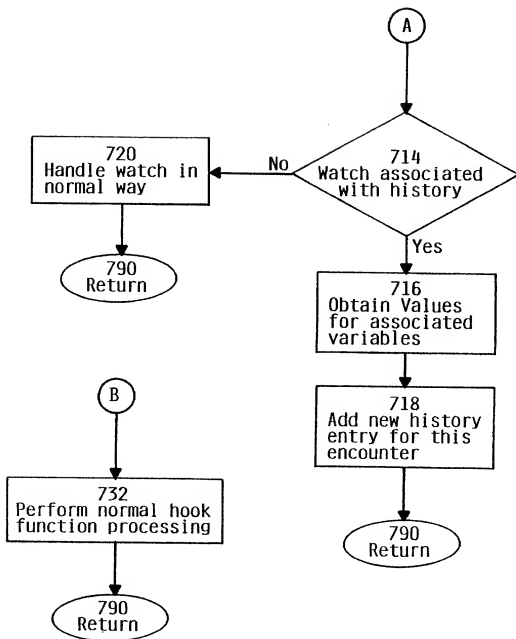 A
714
Watch associated
with history
No
Yes
720
Handle watch in
normal way
790
Return
716
Obtain Values
for associated
variables
718
Add new history
entry for this
encounter
790
Return
B
732
Perform normal hook
function processing
790
Return